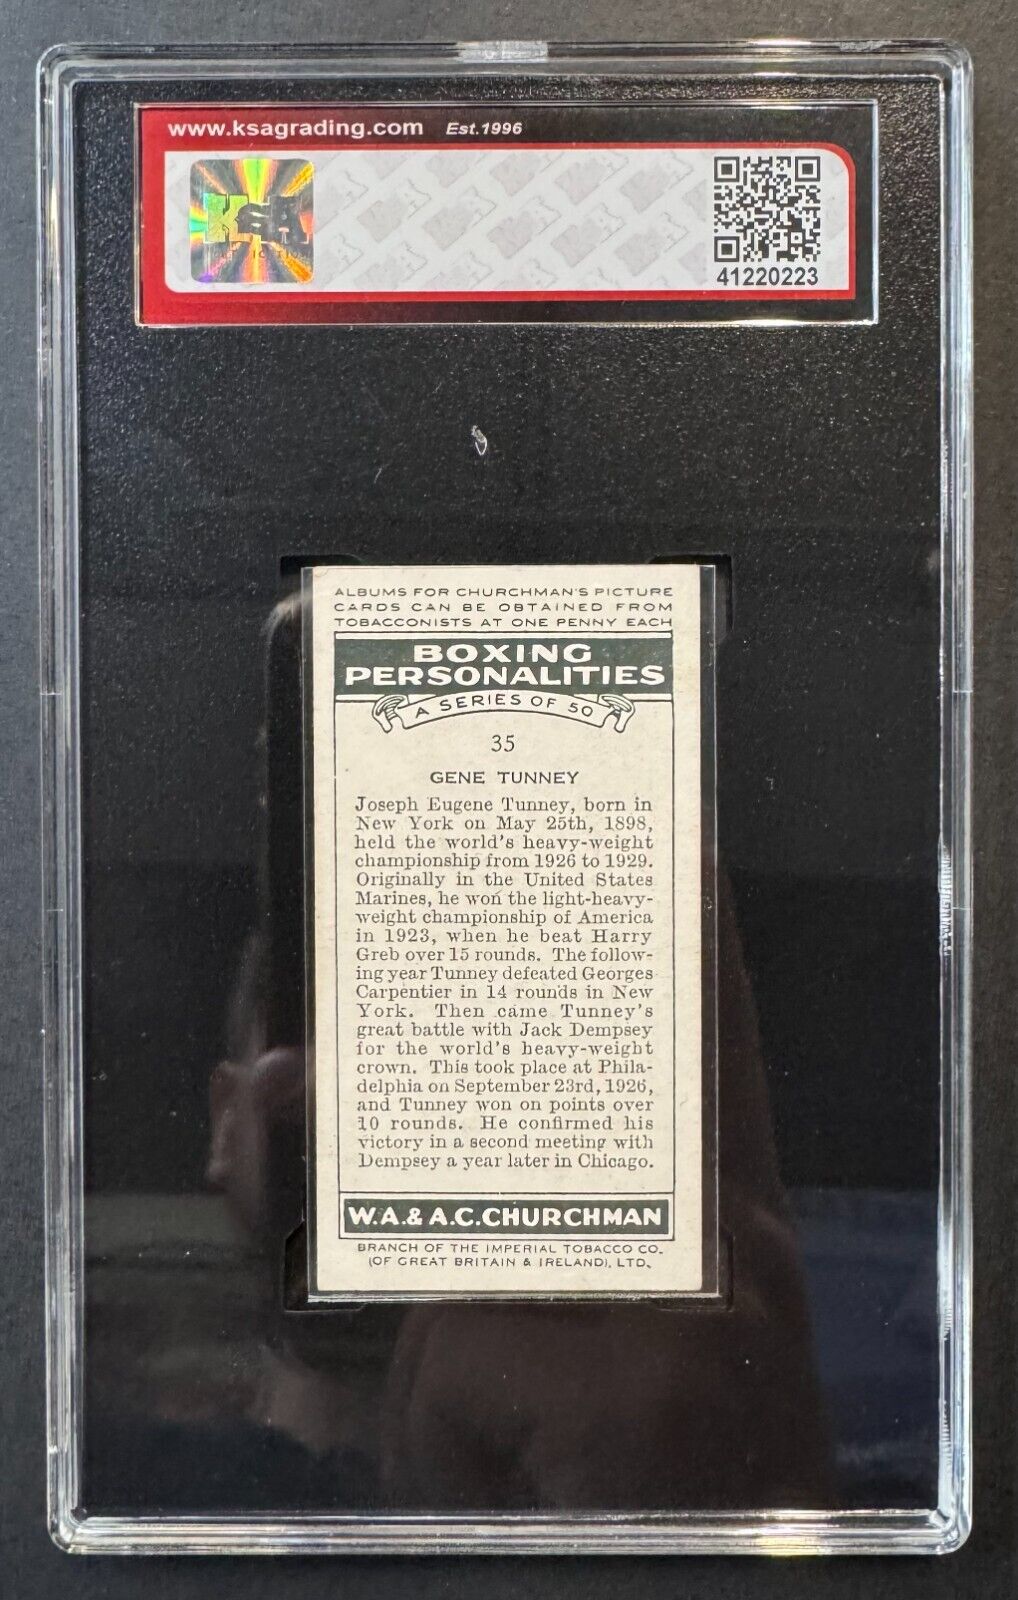 www.ksagrading.com Est.1996
KSA
41220223
ALBUMS FOR CHURCHMAN'S PICTURE
CARDS CAN BE OBTAINED FROM
TOBACCONISTS AT ONE PENNY EACH
BOXING
PERSONALITIES
A SERIES OF 50
35
GENE TUNNEY
Joseph Eugene Tunney, born in
New York on May 25th, 1898,
held the world's heavy-weight
championship from 1926 to 1929.
Originally in the United States
Marines, he won the light-heavy-
weight championship of America
in 1923, when he beat Harry
Greb over 15 rounds. The follow-
ing year Tunney defeated Georges
Carpentier in 14 rounds in New
York. Then came Tunney's
great battle with Jack Dempsey
for the world's heavy-weight
crown. This took place at Phila-
delphia on September 23rd, 1926,
and Tunney won on points over
10 rounds. He confirmed his
victory in a second meeting with
Dempsey a year later in Chicago.
W.A. & A.C. CHURCHMAN
BRANCH OF THE IMPERIAL TOBACCO CO.
(OF GREAT BRITAIN & IRELAND), LTD.